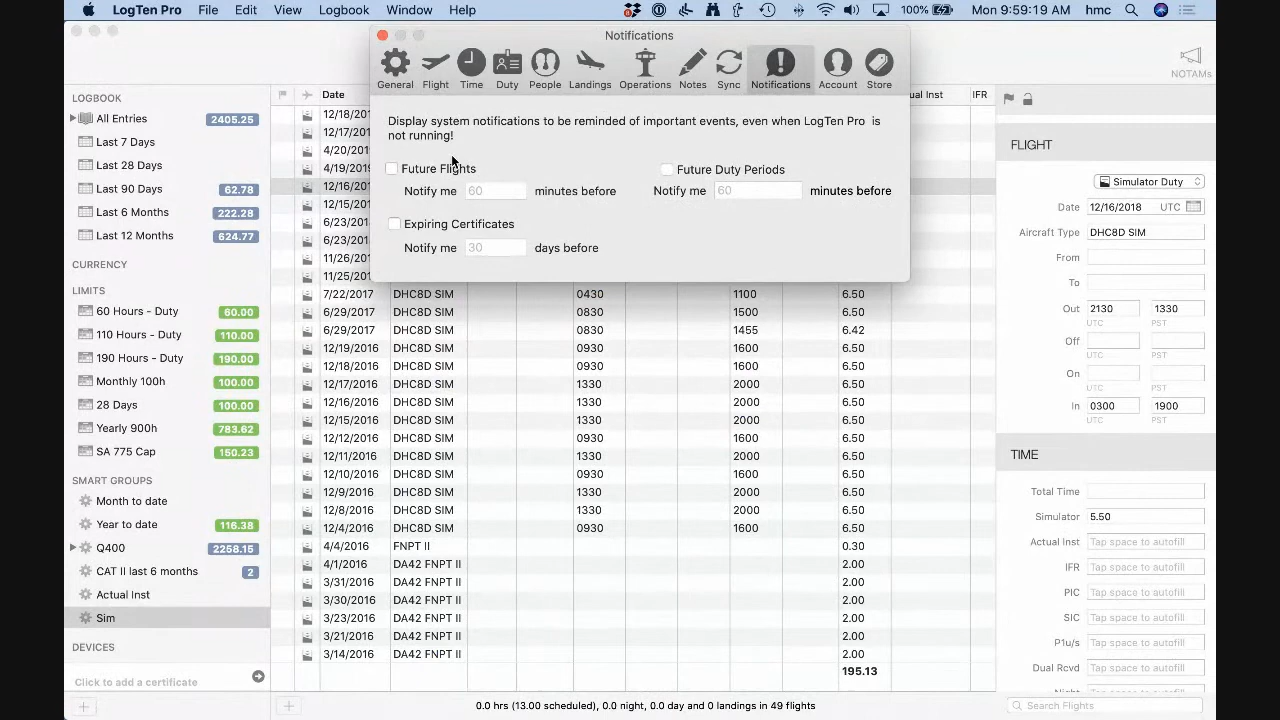 LogTen Pro File Edit View Logbook Window Help 100% Mon 9:59:19 AM hmc
Notifications
General Flight Time Duty People Landings Operations Notes Sync Notifications Account Store
NOTAMs
Display system notifications to be reminded of important events, even when LogTen Pro is
not running!
Future Flights
Notify me 60 minutes before
Future Duty Periods
Notify me 60 minutes before
Expiring Certificates
Notify me 30 days before
LOGBOOK
All Entries 2405.25
Last 7 Days
Last 28 Days
Last 90 Days 62.78
Last 6 Months 222.28
Last 12 Months 624.77
CURRENCY
LIMITS
60 Hours - Duty 60.00
110 Hours - Duty 110.00
190 Hours - Duty 190.00
Monthly 100h 100.00
28 Days 100.00
Yearly 900h 783.62
SA 775 Cap 150.23
SMART GROUPS
Month to date
Year to date 116.38
Q400 2258.15
CAT II last 6 months 2
Actual Inst
Sim
DEVICES
Click to add a certificate
Date ual Inst IFR
12/18/201
12/17/201
4/20/201
4/19/201
12/16/201
12/15/201
6/23/201
6/23/201
11/26/201
11/25/201
7/22/2017 DHC8D SIM 0430 1100 6.50
6/29/2017 DHC8D SIM 0830 1500 6.50
6/29/2017 DHC8D SIM 0830 1455 6.42
12/19/2016 DHC8D SIM 0930 1600 6.50
12/18/2016 DHC8D SIM 0930 1600 6.50
12/17/2016 DHC8D SIM 1330 2000 6.50
12/16/2016 DHC8D SIM 1330 2000 6.50
12/15/2016 DHC8D SIM 1330 2000 6.50
12/12/2016 DHC8D SIM 0930 1600 6.50
12/11/2016 DHC8D SIM 1330 2000 6.50
12/10/2016 DHC8D SIM 0930 1600 6.50
12/9/2016 DHC8D SIM 1330 2000 6.50
12/8/2016 DHC8D SIM 1330 2000 6.50
12/4/2016 DHC8D SIM 0930 1600 6.50
4/4/2016 FNPT II 0.30
4/1/2016 DA42 FNPT II 2.00
3/31/2016 DA42 FNPT II 2.00
3/30/2016 DA42 FNPT II 2.00
3/23/2016 DA42 FNPT II 2.00
3/21/2016 DA42 FNPT II 2.00
3/14/2016 DA42 FNPT II 2.00
195.13
0.0 hrs (13.00 scheduled), 0.0 night, 0.0 day and 0 landings in 49 flights
FLIGHT
Simulator Duty
Date 12/16/2018 UTC
Aircraft Type DHC8D SIM
From
To
Out 2130 1330
UTC PST
Off
UTC PST
On
UTC PST
In 0300 1900
UTC PST
TIME
Total Time
Simulator 5.50
Actual Inst Tap space to autofill
IFR Tap space to autofill
PIC Tap space to autofill
SIC Tap space to autofill
P1u/s Tap space to autofill
Dual Rcvd Tap space to autofill
Search Flights